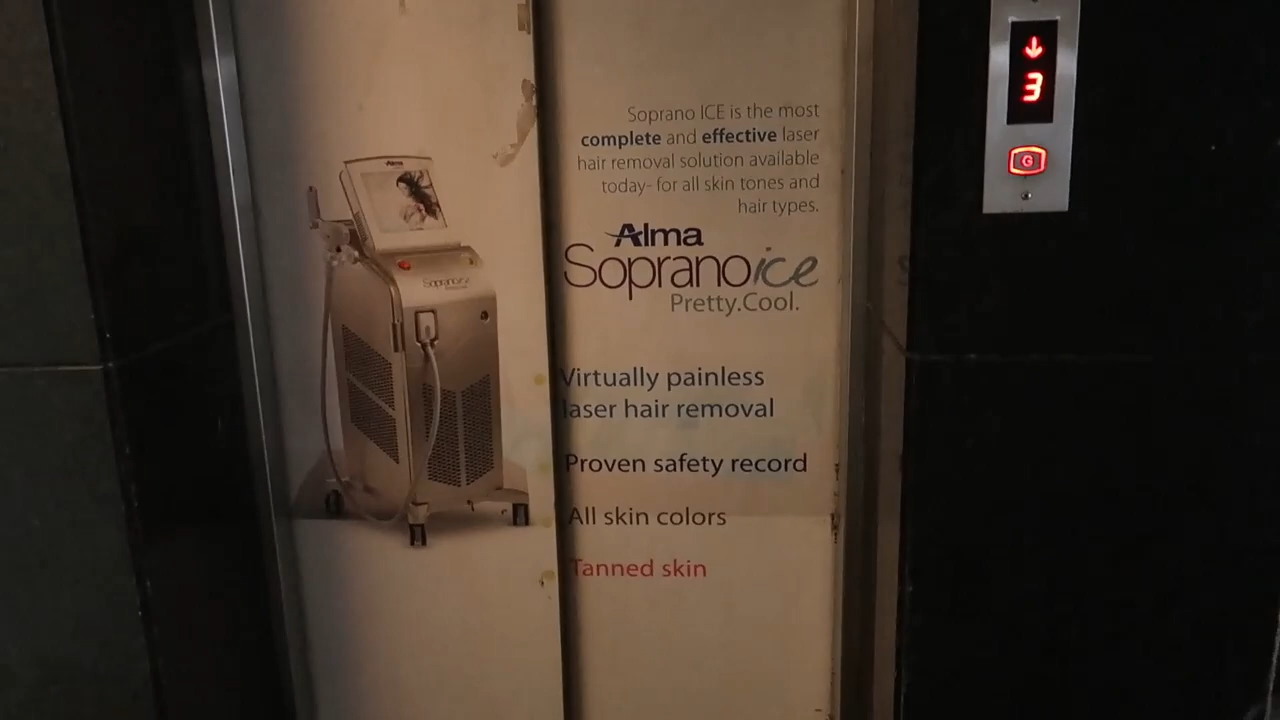 Soprano ICE is the most
complete and effective laser
hair removal solution available
today- for all skin tones and
hair types.
Alma
Sopranoice
Pretty.Cool.
Virtually painless
laser hair removal
Proven safety record
All skin colors
Tanned skin
Alma
Sopranoice
3
G